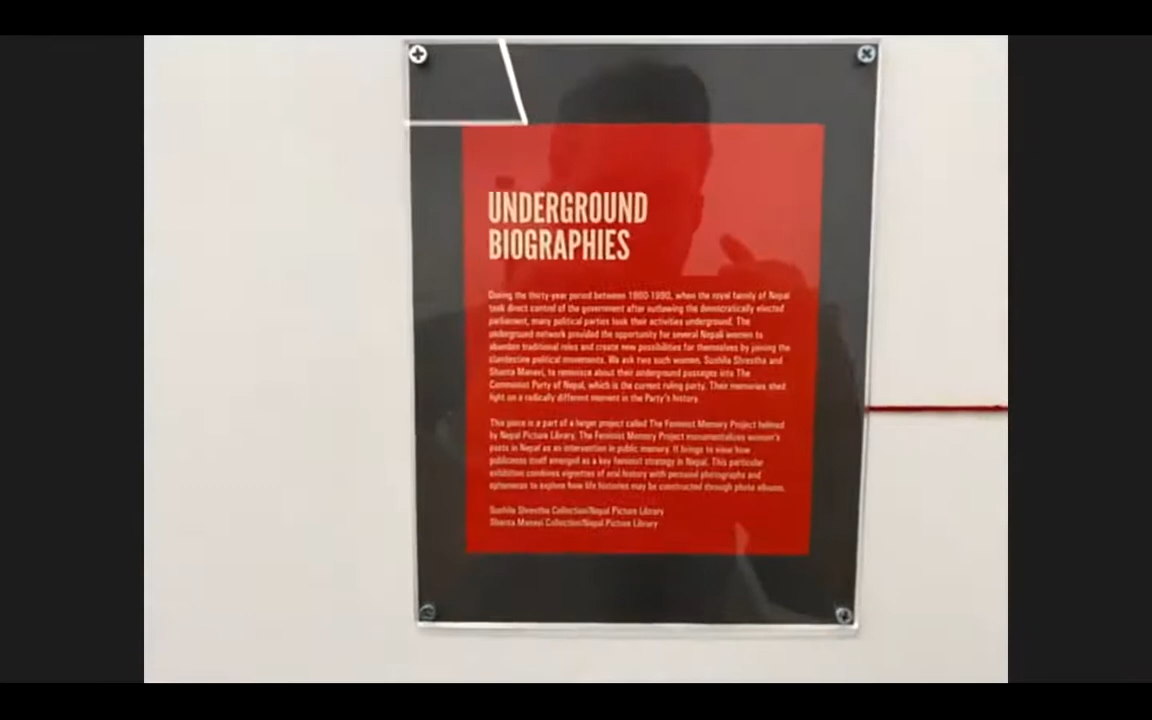 UNDERGROUND
BIOGRAPHIES
During the thirty-year period between 1960-1990, when the royal family of Nepal
took direct control of the government after outlawing the democratically elected
parliament, many political parties took their activities underground. The
underground network provided the opportunity for several Nepali women to
abandon traditional roles and create new possibilities for themselves by joining the
clandestine political movements. We ask two such women, Sushila Shrestha and
Shanta Manavi, to reminisce about their underground passages into The
Communist Party of Nepal, which is the current ruling party. Their memories shed
light on a radically different moment in the Party's history.
This piece is a part of a larger project called The Feminist Memory Project helmed
by Nepal Picture Library. The Feminist Memory Project monumentalizes women's
pasts in Nepal as an intervention in public memory. It brings to view how
publicness itself emerged as a key feminist strategy in Nepal. This particular
exhibition combines vignettes of oral history with personal photographs and
ephemeras to explore how life histories may be constructed through photo albums.
Sushila Shrestha Collection/Nepal Picture Library
Shanta Manavi Collection/Nepal Picture Library